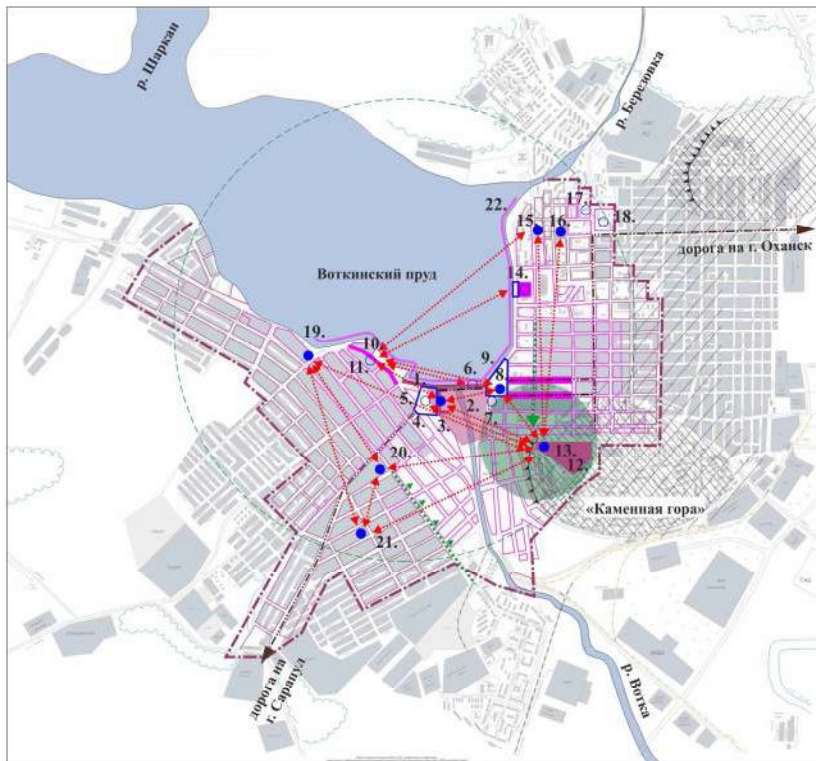 р. Шаркан
р. Березовка
22.
17.
15.
16.
18.
дорога на г. Оханск
Воткинский пруд
14.
19.
10.
11.
9.
6.
8.
1.
5.
2.
7.
4.
3.
13.
12.
20.
«Каменная гора»
21.
дорога на
г. Сарапул
р. Вотка